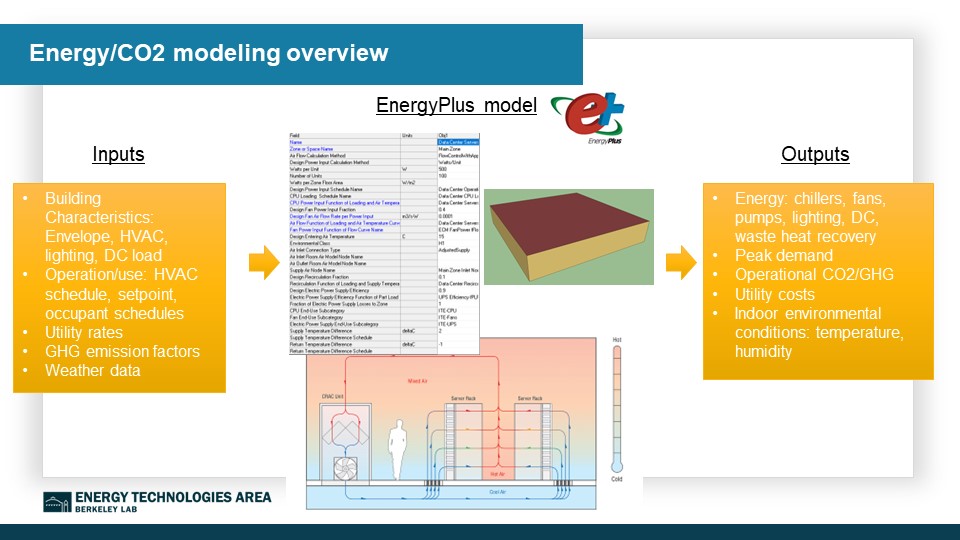 Energy/CO2 modeling overview
EnergyPlus model
e+
EnergyPlus
Inputs
• Building
Characteristics:
Envelope, HVAC,
lighting, DC load
• Operation/use: HVAC
schedule, setpoint,
occupant schedules
• Utility rates
• GHG emission factors
• Weather data
Field Units Obj1
Name Data Center Server
Zone or Space Name Main Zone
Air Flow Calculation Method FlowControlWithApp
Design Power Input Calculation Method Watts/Unit
Watts per Unit W 500
Number of Units 100
Watts per Zone Floor Area W/m2
Design Power Input Schedule Name Data Center Operati
CPU Loading Schedule Name Data Center CPU L
CPU Power Input Function of Loading and Air Tempera Data Center Server
Design Fan Power Input Fraction 0.4
Design Fan Air Flow Rate per Power Input m3/s-W 0.0001
Air Flow Function of Loading and Air Temperature Curve Data Center Server
Fan Power Input Function of Flow Curve Name ECM FanPower fFlo
Design Entering Air Temperature C 15
Environmental Class H1
Air Inlet Connection Type AdjustedSupply
Air Inlet Room Air Model Node Name
Air Outlet Room Air Model Node Name
Supply Air Node Name Main Zone Inlet Nod
Design Recirculation Fraction 0.1
Recirculation Function of Loading and Supply Tempera Data Center Recirc
Design Electric Power Supply Efficiency 0.9
Electric Power Supply Efficiency Function of Part Load UPS Efficiency fPLR
Fraction of Electric Power Supply Losses to Zone 1
CPU End-Use Subcategory ITE-CPU
Fan End-Use Subcategory ITE-Fans
Electric Power Supply End-Use Subcategory ITE-UPS
Supply Temperature Difference deltaC 2
Supply Temperature Difference Schedule
Return Temperature Difference deltaC -1
Return Temperature Difference Schedule
Mixed Air
CRAC Unit
Server Rack
Server Rack
Hot Air
Cool Air
Hot
Cold
Outputs
• Energy: chillers, fans,
pumps, lighting, DC,
waste heat recovery
• Peak demand
• Operational CO2/GHG
• Utility costs
• Indoor environmental
conditions: temperature,
humidity
ENERGY TECHNOLOGIES AREA
BERKELEY LAB